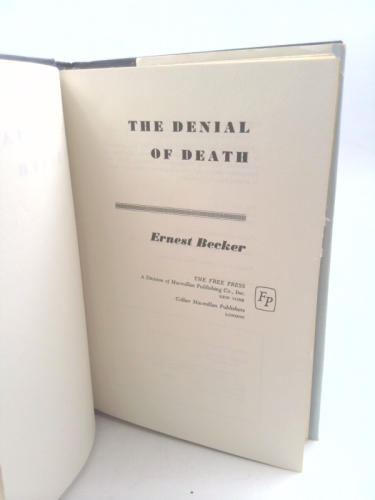 THE DENIAL
OF DEATH
Ernest Becker
THE FREE PRESS
A Division of Macmillan Publishing Co., Inc.
NEW YORK
Collier Macmillan Publishers
LONDON
FP